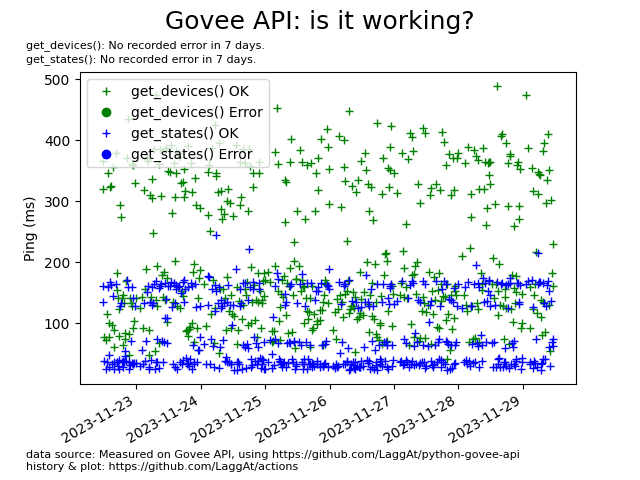 Govee API: is it working?
get_devices(): No recorded error in 7 days.
get_states(): No recorded error in 7 days.
get_devices() OK
get_devices() Error
get_states() OK
get_states() Error
Ping (ms)
500
400
300
200
100
2023-11-23
2023-11-24
2023-11-25
2023-11-26
2023-11-27
2023-11-28
2023-11-29
data source: Measured on Govee API, using https://github.com/LaggAt/python-govee-api
history & plot: https://github.com/LaggAt/actions